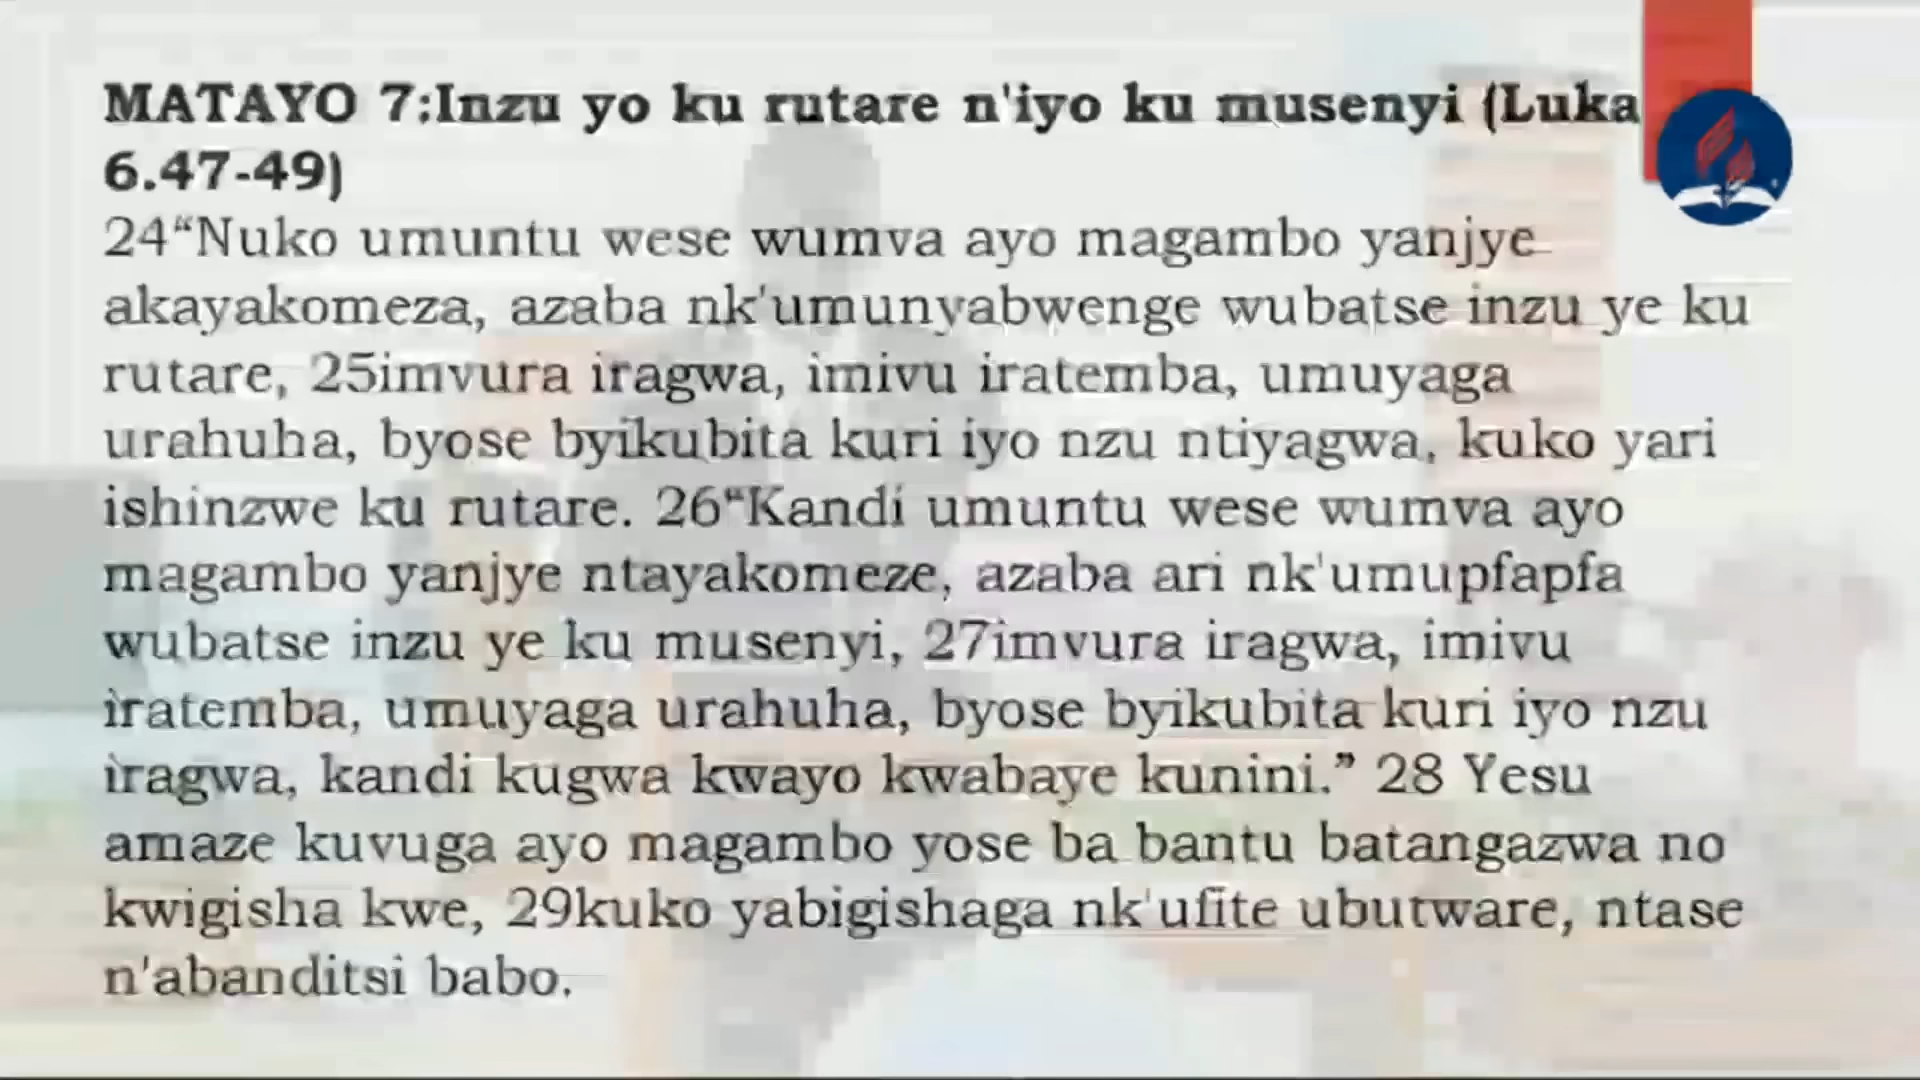 MATAYO 7:Inzu yo ku rutare n'iyo ku musenyi (Luka
6.47-49)
24“Nuko umuntu wese wumva ayo magambo yanjye
akayakomeza, azaba nk'umunyabwenge wubatse inzu ye ku
rutare, 25imvura iragwa, imivu iratemba, umuyaga
urahuha, byose byikubita kuri iyo nzu ntiyagwa, kuko yari
ishinzwe ku rutare. 26“Kandi umuntu wese wumva ayo
magambo yanjye ntayakomeze, azaba ari nk'umupfapfa
wubatse inzu ye ku musenyi, 27imvura iragwa, imivu
iratemba, umuyaga urahuha, byose byikubita kuri iyo nzu
iragwa, kandi kugwa kwayo kwabaye kunini.” 28 Yesu
amaze kuvuga ayo magambo yose ba bantu batangazwa no
kwigisha kwe, 29kuko yabigishaga nk'ufite ubutware, ntase
n'abanditsi babo.